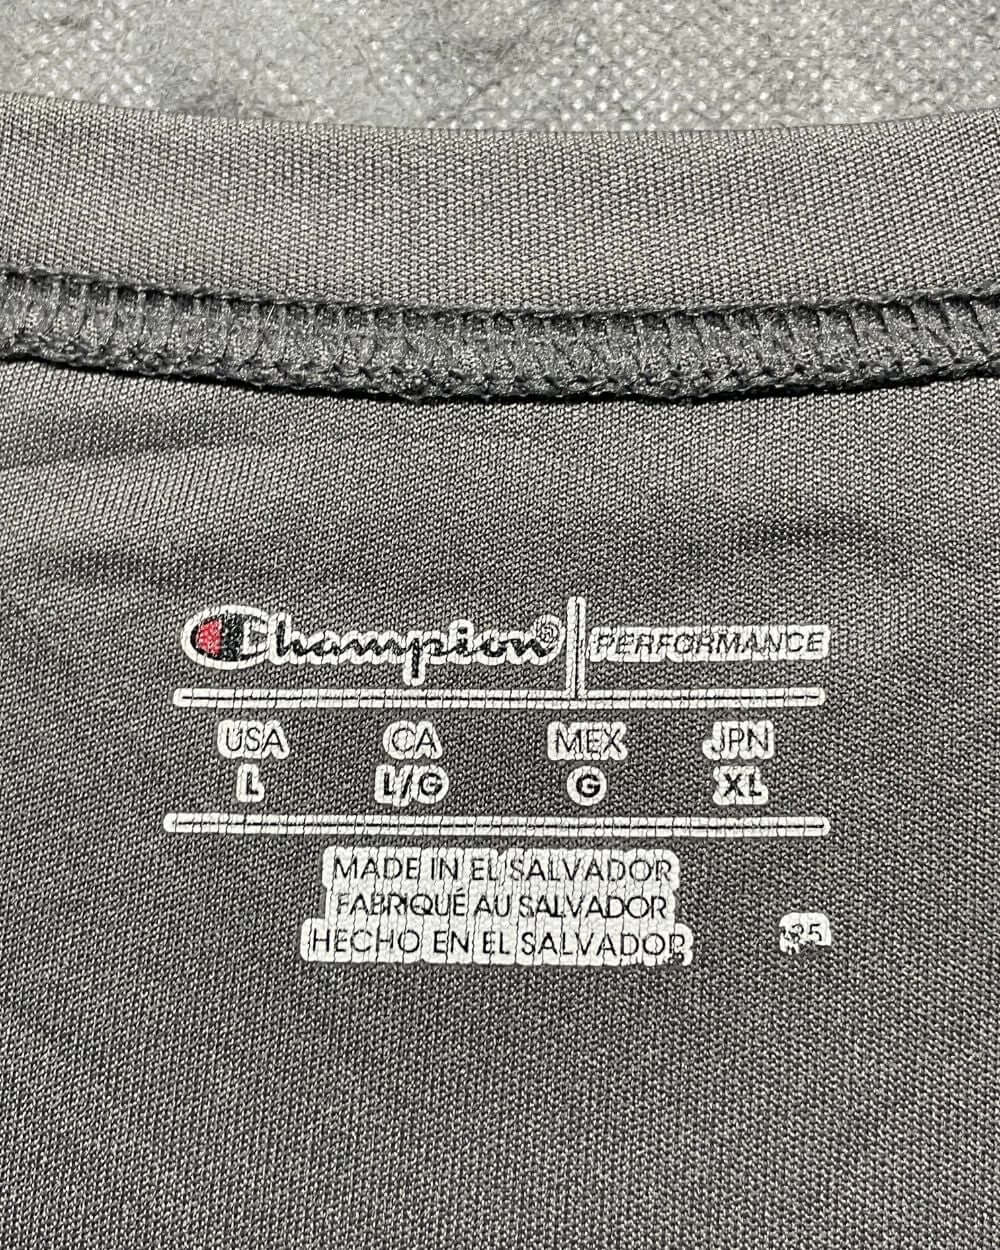 Champion® PERFORMANCE
USA CA MEX JPN
L L/G G XL
MADE IN EL SALVADOR
FABRIQUÉ AU SALVADOR
HECHO EN EL SALVADOR